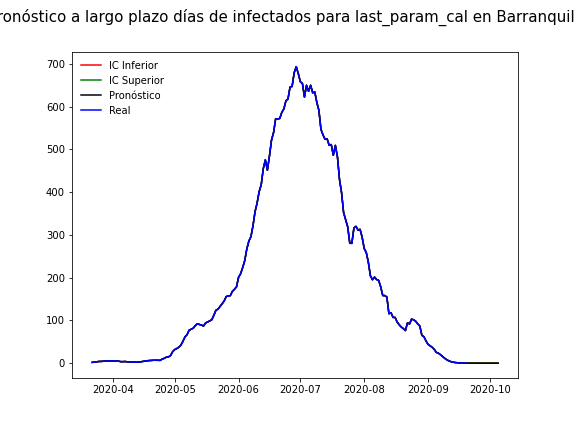 ronóstico a largo plazo días de infectados para last_param_cal en Barranquil
700
600
500
400
300
200
100
0
IC Inferior
IC Superior
Pronóstico
Real
2020-04 2020-05 2020-06 2020-07 2020-08 2020-09 2020-10